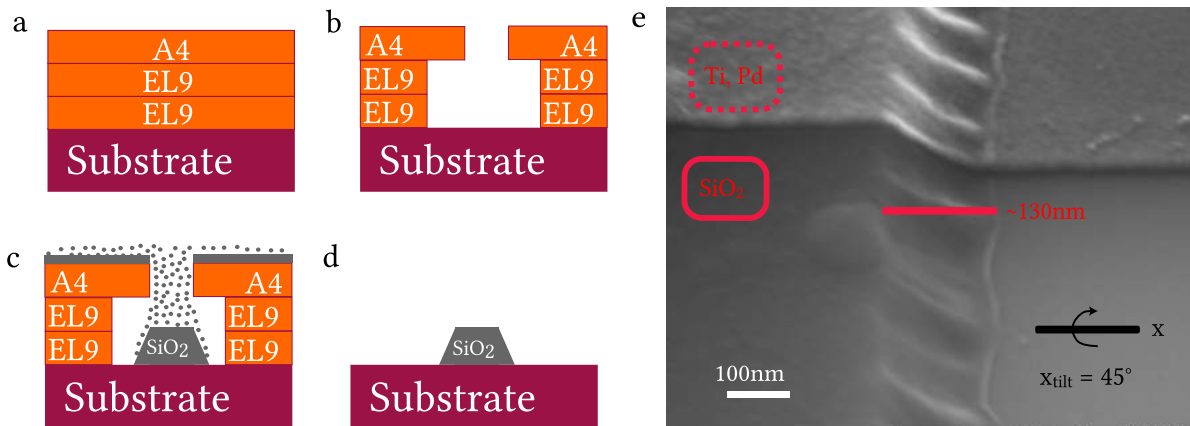 a
A4
EL9
EL9
Substrate
b
A4 A4
EL9 EL9
EL9 EL9
Substrate
c
A4 A4
EL9 EL9
EL9 SiO2 EL9
Substrate
d
SiO2
Substrate
e
Ti, Pd
SiO2
~130nm
x
100nm
xtilt = 45°